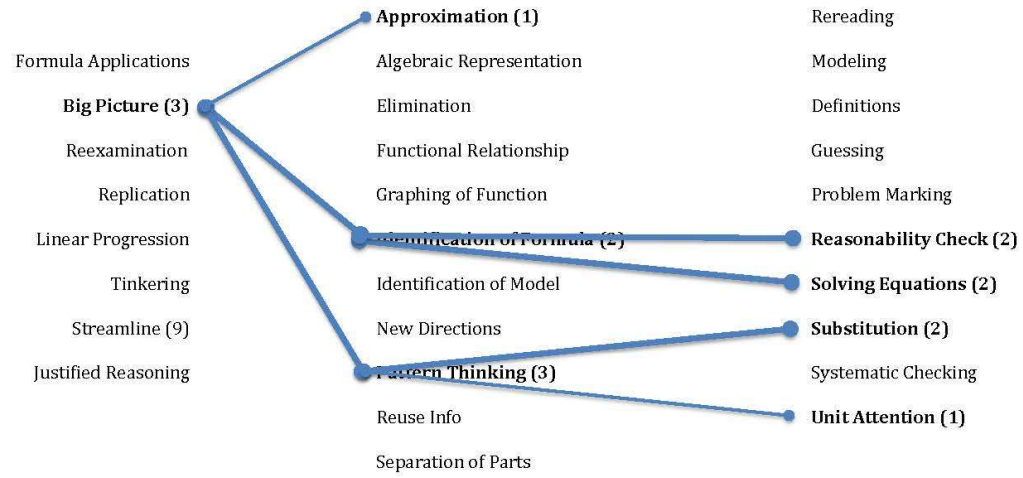 Formula Applications
Big Picture (3)
Reexamination
Replication
Linear Progression
Tinkering
Streamline (9)
Justified Reasoning
Approximation (1)
Algebraic Representation
Elimination
Functional Relationship
Graphing of Function
Identification of Formula (2)
Identification of Model
New Directions
Pattern Thinking (3)
Reuse Info
Separation of Parts
Rereading
Modeling
Definitions
Guessing
Problem Marking
Reasonability Check (2)
Solving Equations (2)
Substitution (2)
Systematic Checking
Unit Attention (1)